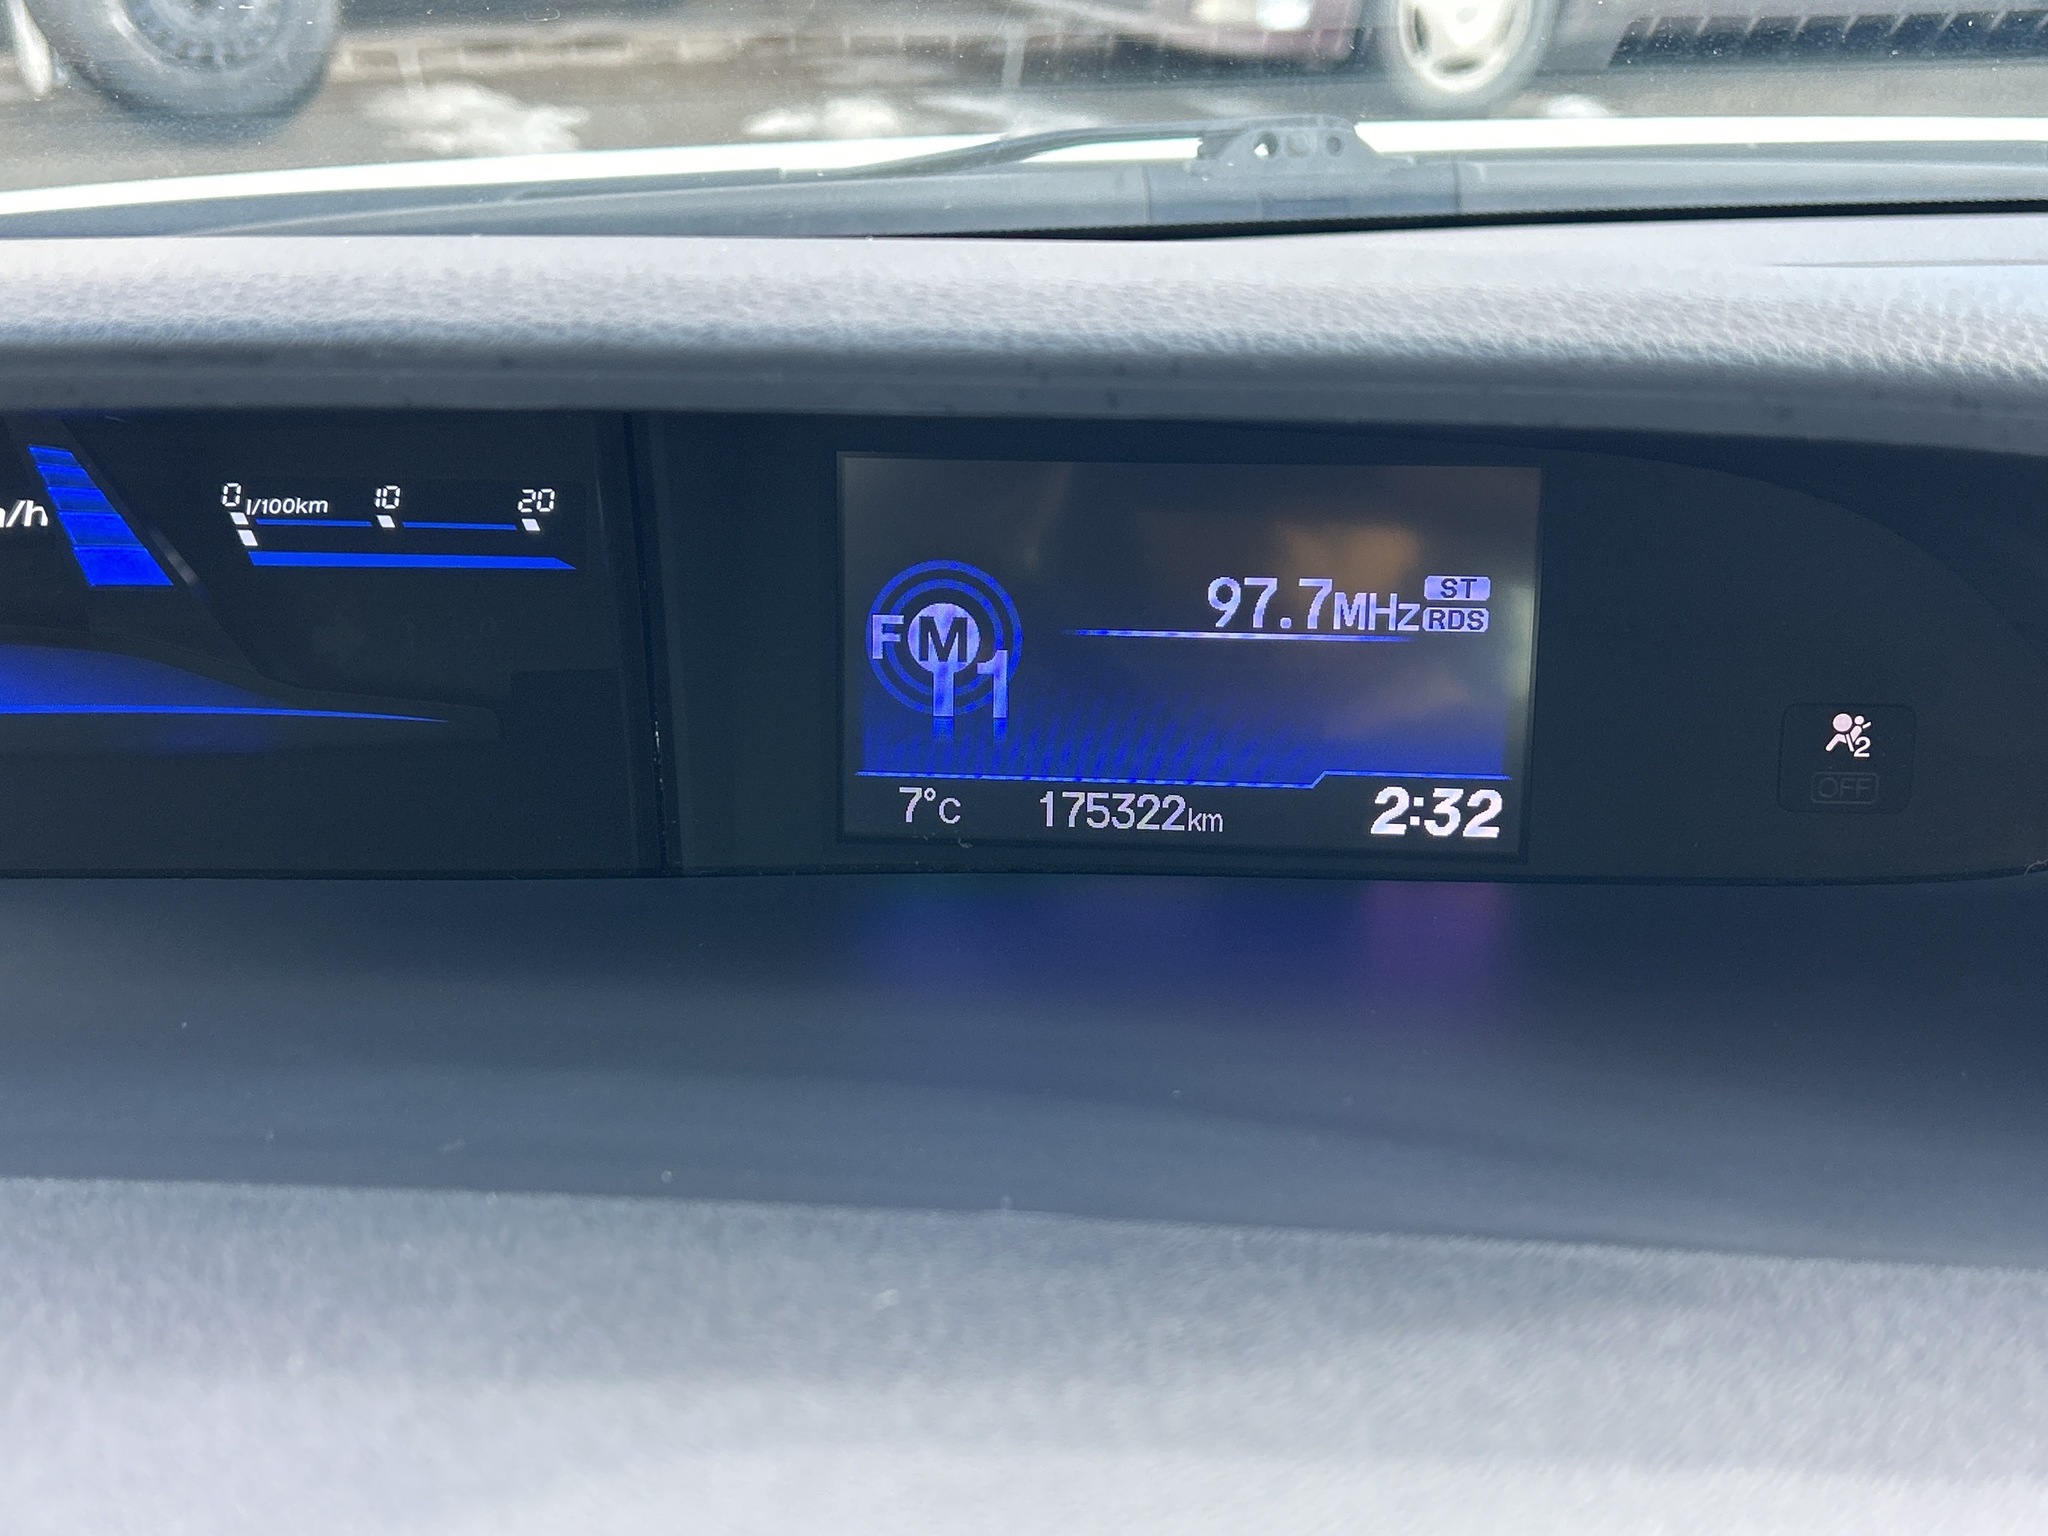 /h
0 l/100km 10 20
97.7MHz ST
RDS
FM 1
7°C 175322km 2:32
2
OFF